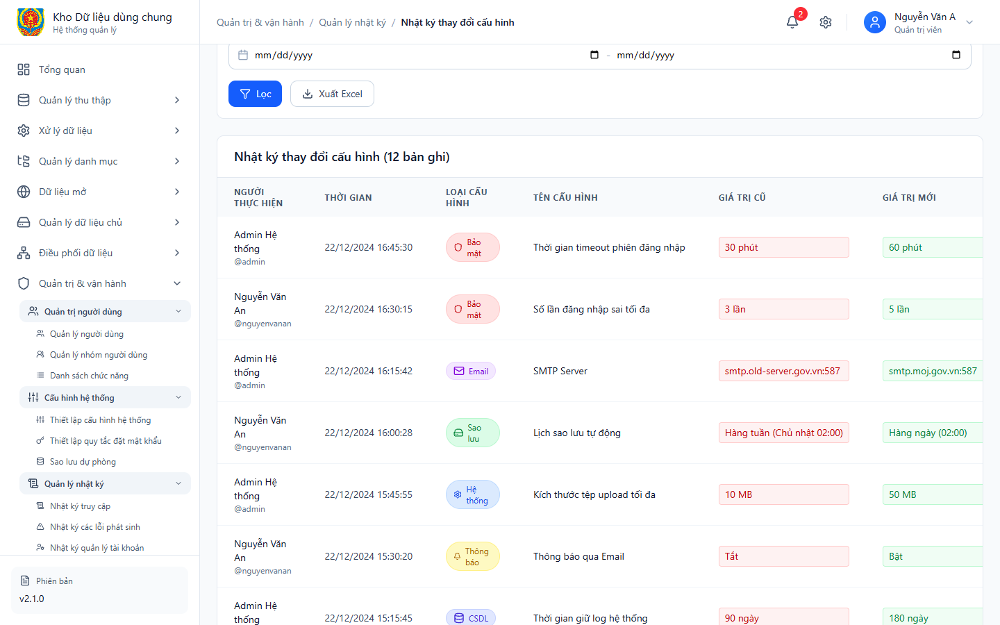 Kho Dữ liệu dùng chung
Hệ thống quản lý
Quản trị & vận hành / Quản lý nhật ký / Nhật ký thay đổi cấu hình
2
Nguyễn Văn A
Quản trị viên
Tổng quan
Quản lý thu thập
Xử lý dữ liệu
Quản lý danh mục
Dữ liệu mở
Quản lý dữ liệu chủ
Điều phối dữ liệu
Quản trị & vận hành
Quản trị người dùng
Quản lý người dùng
Quản lý nhóm người dùng
Danh sách chức năng
Cấu hình hệ thống
Thiết lập cấu hình hệ thống
Thiết lập quy tắc đặt mật khẩu
Sao lưu dự phòng
Quản lý nhật ký
Nhật ký truy cập
Nhật ký các lỗi phát sinh
Nhật ký quản lý tài khoản
Phiên bản
v2.1.0
mm/dd/yyyy - mm/dd/yyyy
Lọc
Xuất Excel
Nhật ký thay đổi cấu hình (12 bản ghi)
NGƯỜI THỰC HIỆN THỜI GIAN LOẠI CẤU HÌNH TÊN CẤU HÌNH GIÁ TRỊ CŨ GIÁ TRỊ MỚI
Admin Hệ thống @admin 22/12/2024 16:45:30 Bảo mật Thời gian timeout phiên đăng nhập 30 phút 60 phút
Nguyễn Văn An @nguyenvanan 22/12/2024 16:30:15 Bảo mật Số lần đăng nhập sai tối đa 3 lần 5 lần
Admin Hệ thống @admin 22/12/2024 16:15:42 Email SMTP Server smtp.old-server.gov.vn:587 smtp.moj.gov.vn:587
Nguyễn Văn An @nguyenvanan 22/12/2024 16:00:28 Sao lưu Lịch sao lưu tự động Hàng tuần (Chủ nhật 02:00) Hàng ngày (02:00)
Admin Hệ thống @admin 22/12/2024 15:45:55 Hệ thống Kích thước tệp upload tối đa 10 MB 50 MB
Nguyễn Văn An @nguyenvanan 22/12/2024 15:30:20 Thông báo Thông báo qua Email Tắt Bật
Admin Hệ thống 22/12/2024 15:15:45 CSDL Thời gian giữ log hệ thống 90 ngày 180 ngày